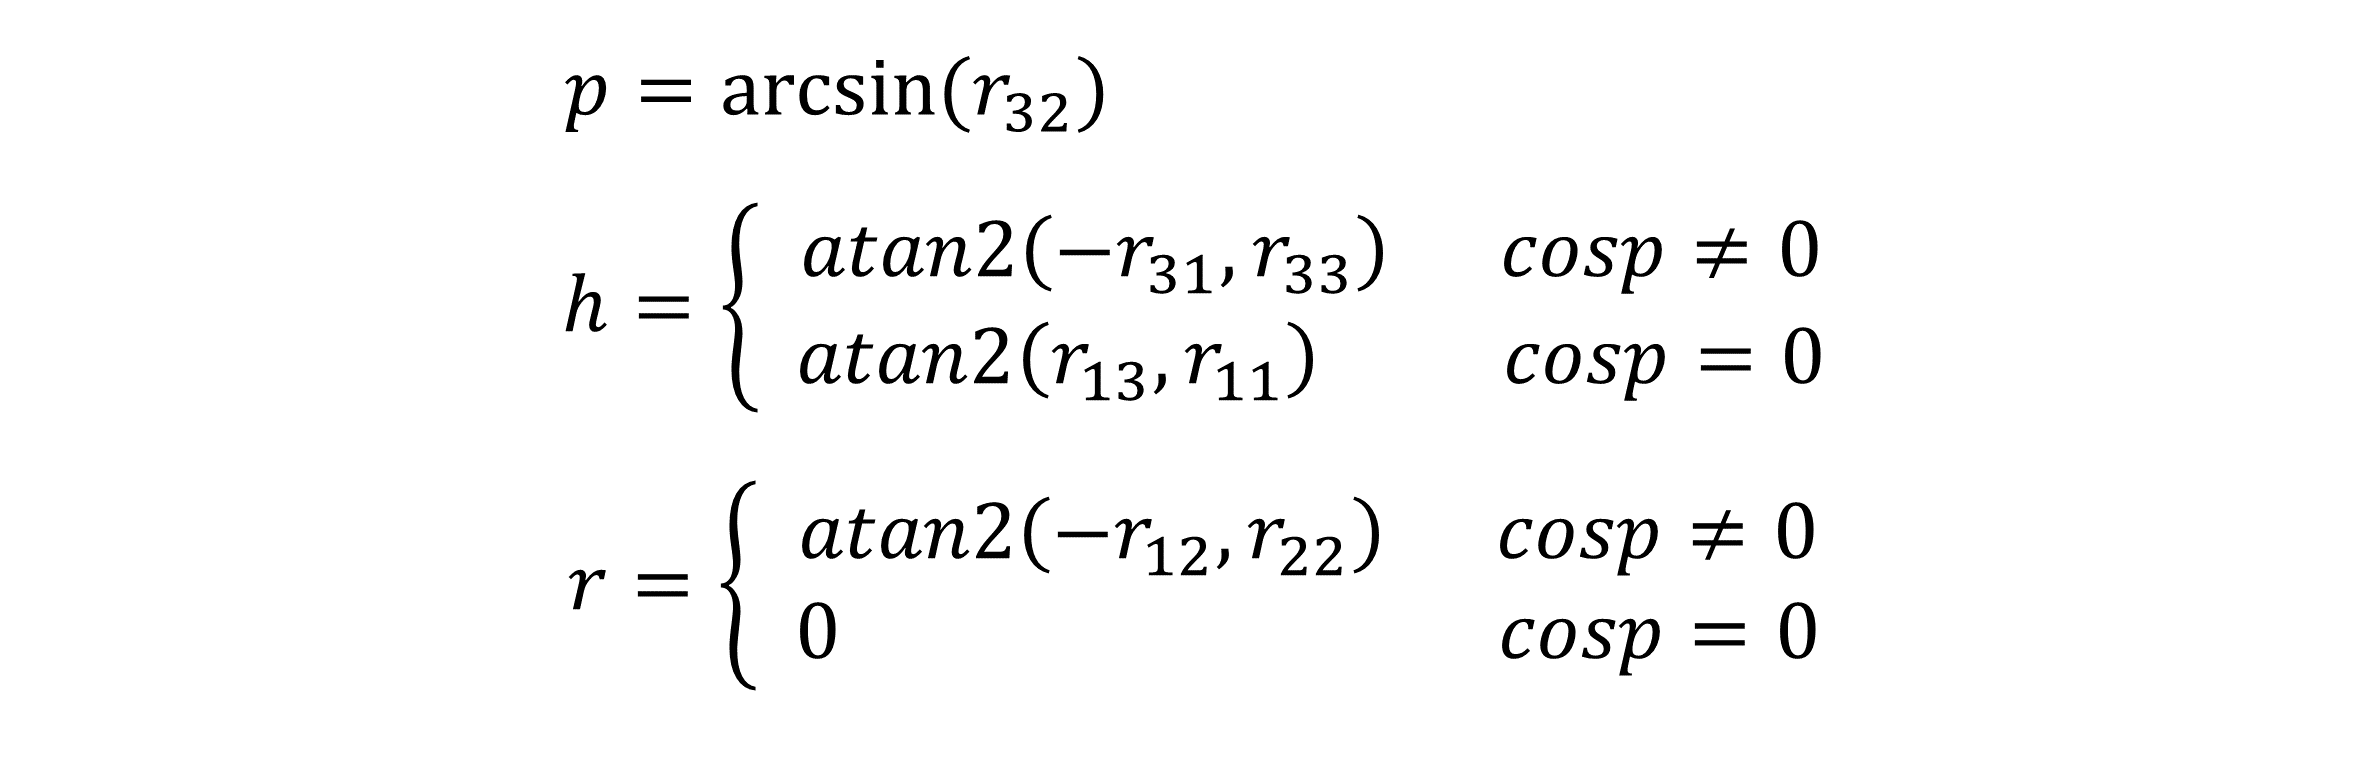 p = arcsin(r₃₂)
h = { atan2(−r₃₁, r₃₃) cosp ≠ 0
atan2(r₁₃, r₁₁) cosp = 0
r = { atan2(−r₁₂, r₂₂) cosp ≠ 0
0 cosp = 0